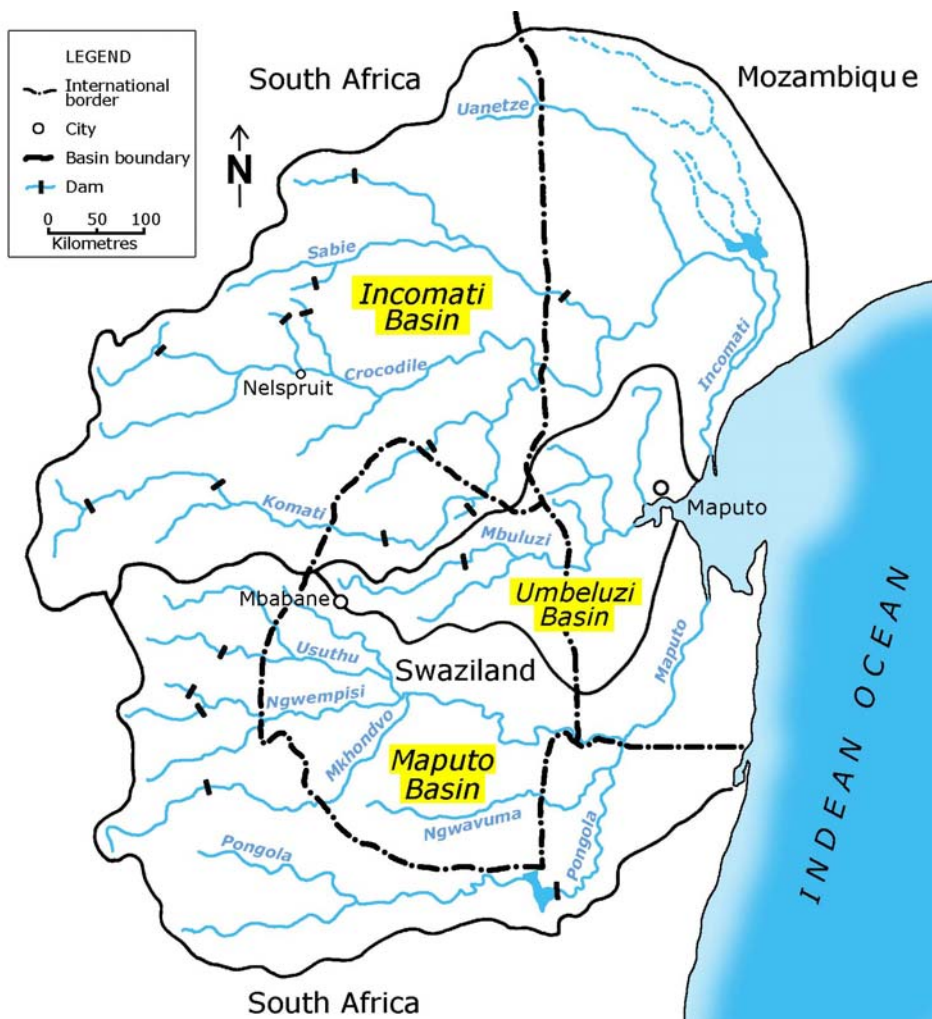 LEGEND
International
border
City
Basin boundary
Dam
0 50 100
Kilometres
N
South Africa
Mozambique
Uanetze
Sabie
Incomati
Basin
Crocodile
Nelspruit
Incomati
Komati
Maputo
Mbuluzi
Mbabane
Umbeluzi
Basin
Usuthu
Swaziland
Maputo
Ngwempisi
Mkhondvo
Maputo
Basin
Ngwavuma
Pongola
Pongola
INDEAN OCEAN
South Africa